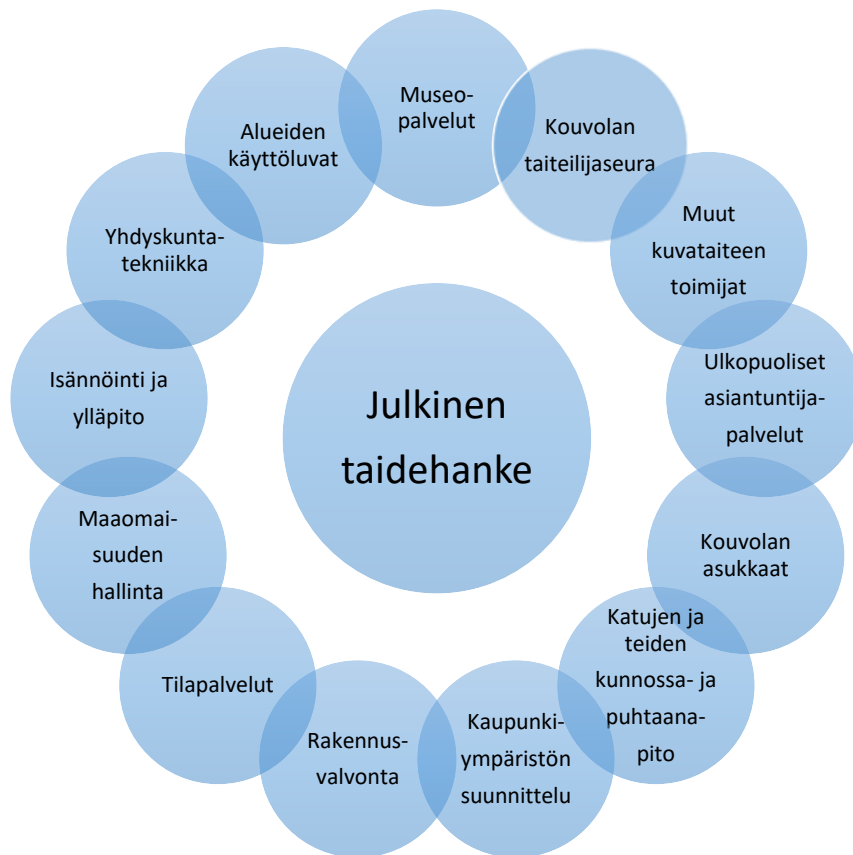 Museo-
palvelut
Kouvolan
taiteilijaseura
Muut
kuvataiteen
toimijat
Ulkopuoliset
asiantuntija-
palvelut
Kouvolan
asukkaat
Katujen ja
teiden
kunnossa- ja
puhtaana-
pito
Kaupunki-
ympäristön
suunnittelu
Rakennus-
valvonta
Tilapalvelut
Maaomai-
suuden
hallinta
Isännöinti ja
ylläpito
Yhdyskunta-
tekniikka
Alueiden
käyttöluvat
Julkinen
taidehanke